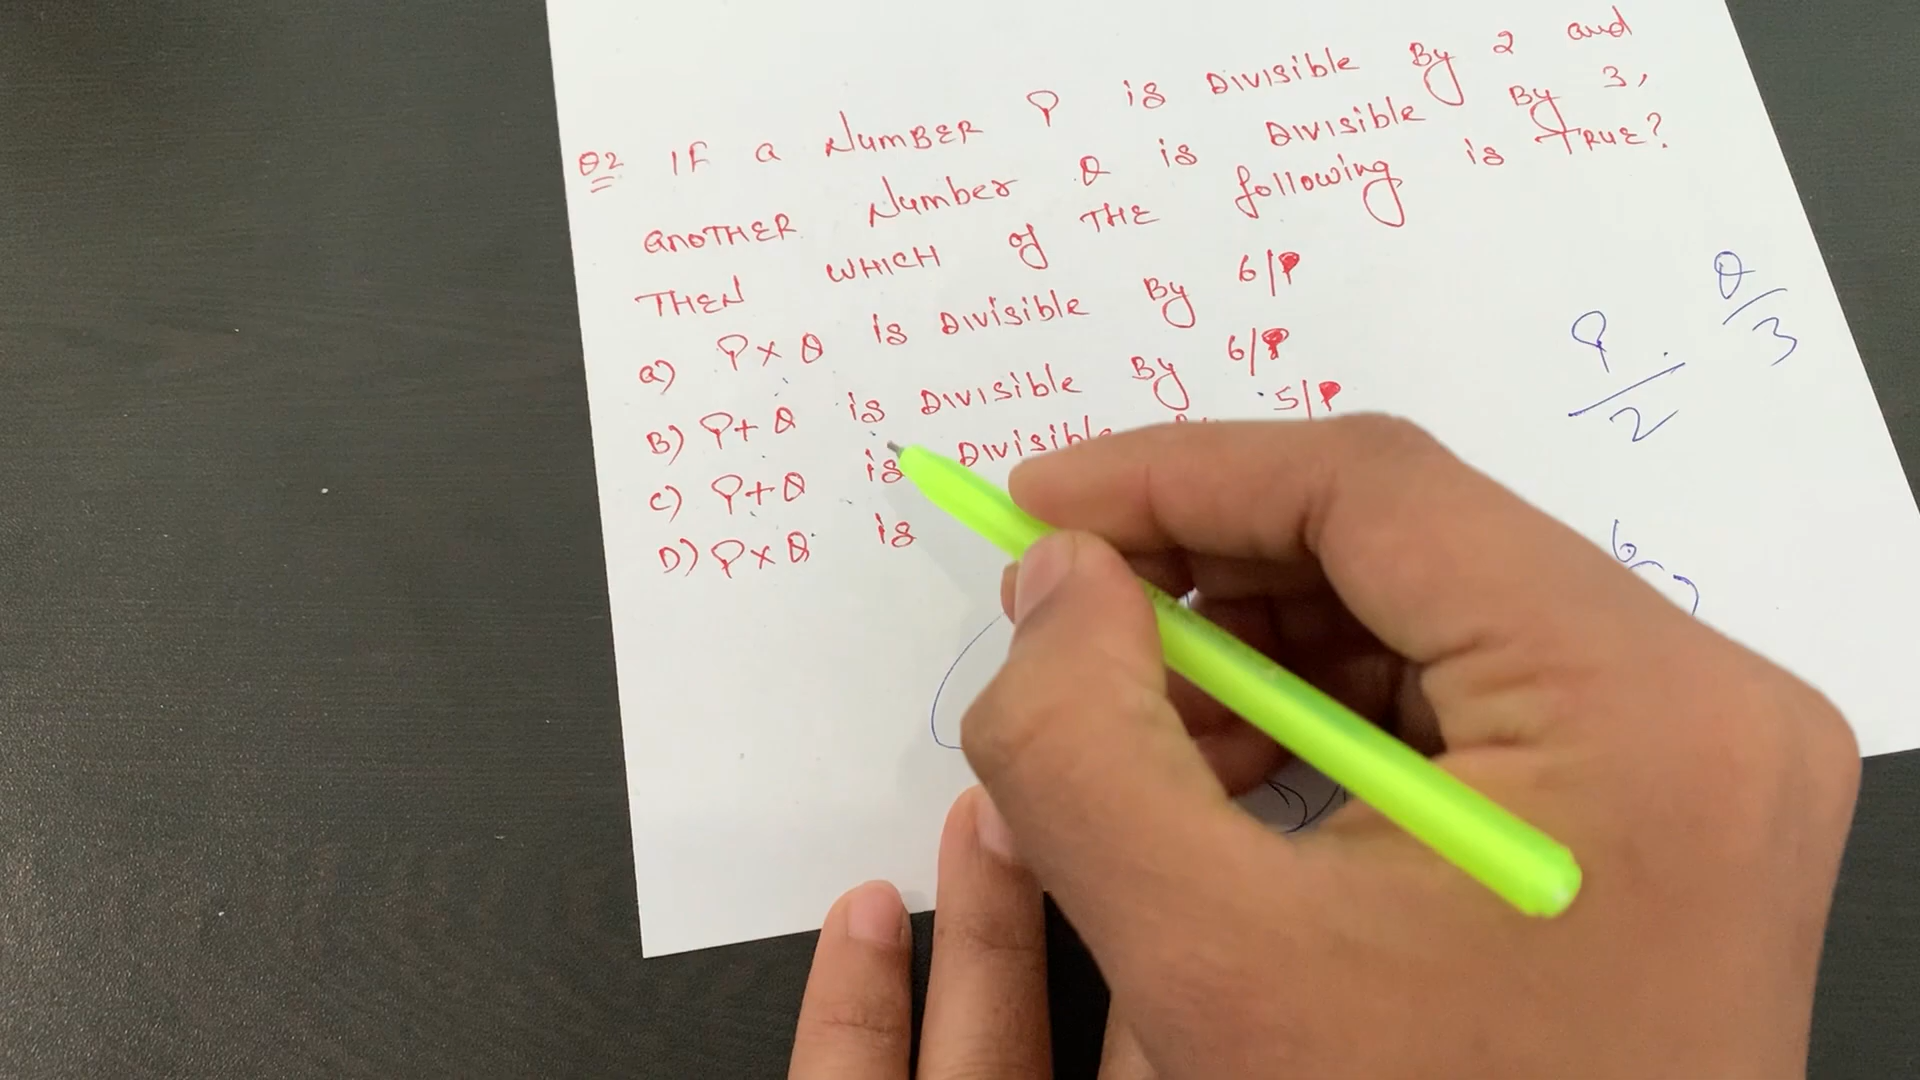 Q2 IF a NUMBER P is DIVISIBLE By 2 and
aNOTHER Number Q is DIVISIBLE By 3,
THEN WHICH of THE following is TRUE?
a) P x Q is DIVISIBLE By 6/P
B) P + Q is DIVISIBLE By 6/P
C) P + Q is DIVISIBLE 5/P
D) P x Q is
P/2 . Q/3
6